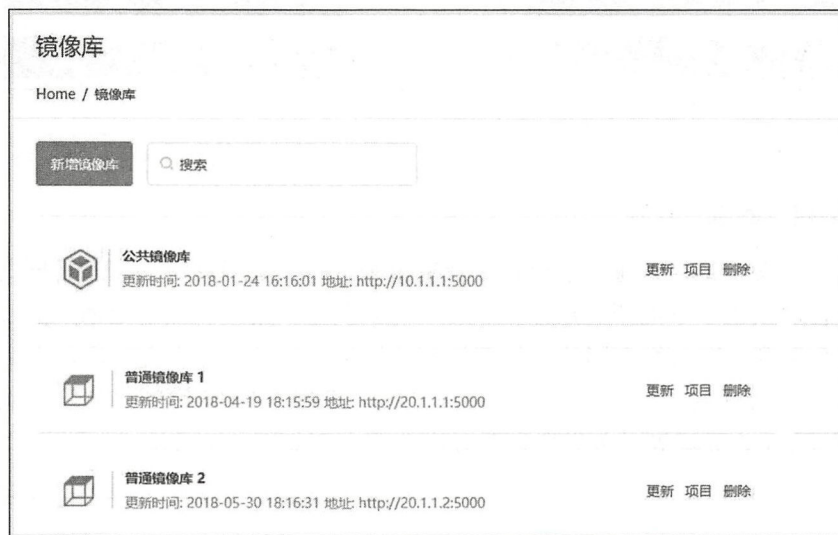 镜像库
Home / 镜像库
新增镜像库 搜索
公共镜像库
更新时间: 2018-01-24 16:16:01 地址: http://10.1.1.1:5000 更新 项目 删除
普通镜像库 1
更新时间: 2018-04-19 18:15:59 地址: http://20.1.1.1:5000 更新 项目 删除
普通镜像库 2
更新时间: 2018-05-30 18:16:31 地址: http://20.1.1.2:5000 更新 项目 删除